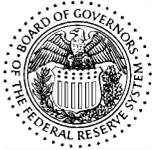 BOARD OF GOVERNORS
OF THE FEDERAL RESERVE SYSTEM